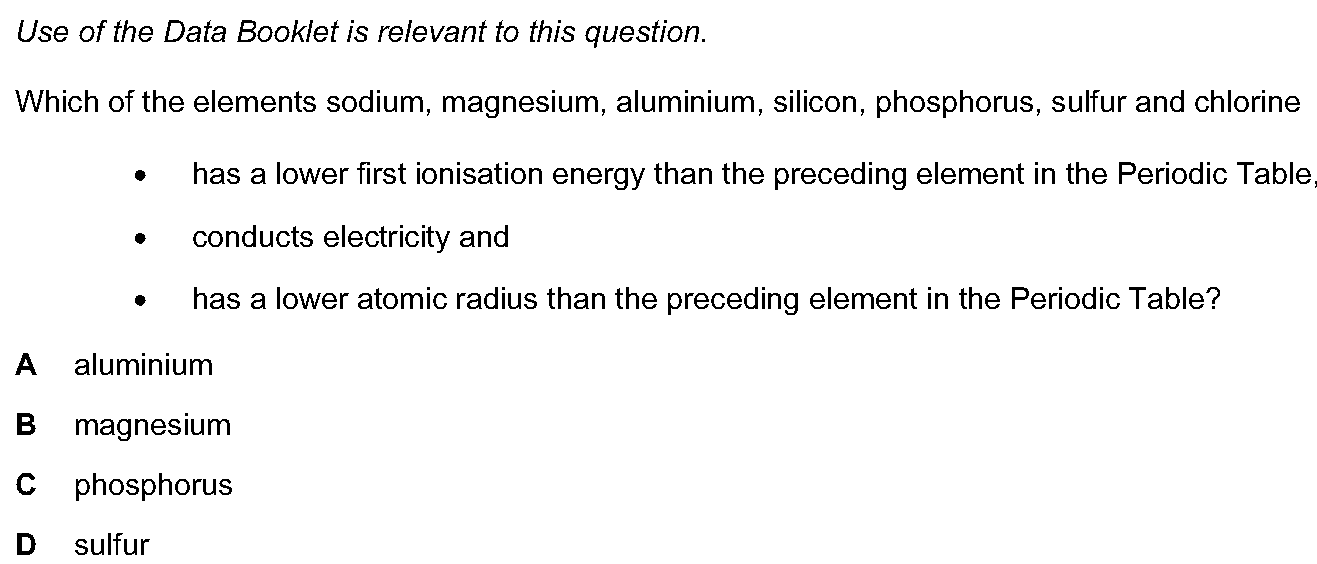 Use of the Data Booklet is relevant to this question.
Which of the elements sodium, magnesium, aluminium, silicon, phosphorus, sulfur and chlorine
• has a lower first ionisation energy than the preceding element in the Periodic Table,
• conducts electricity and
• has a lower atomic radius than the preceding element in the Periodic Table?
A aluminium
B magnesium
C phosphorus
D sulfur